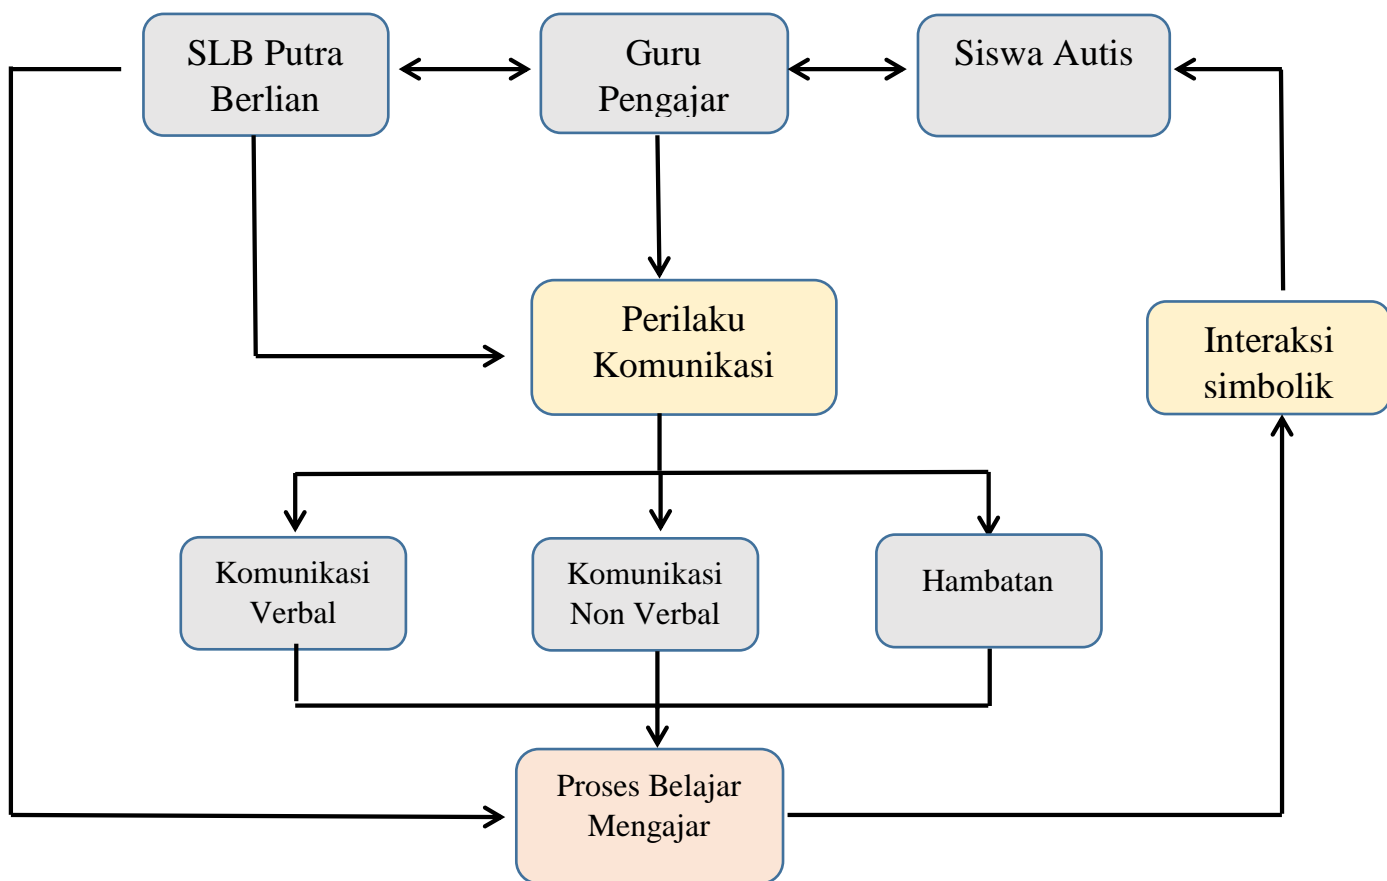 SLB Putra
Berlian
Guru
Pengajar
Siswa Autis
Perilaku
Komunikasi
Interaksi
simbolik
Komunikasi
Verbal
Komunikasi
Non Verbal
Hambatan
Proses Belajar
Mengajar